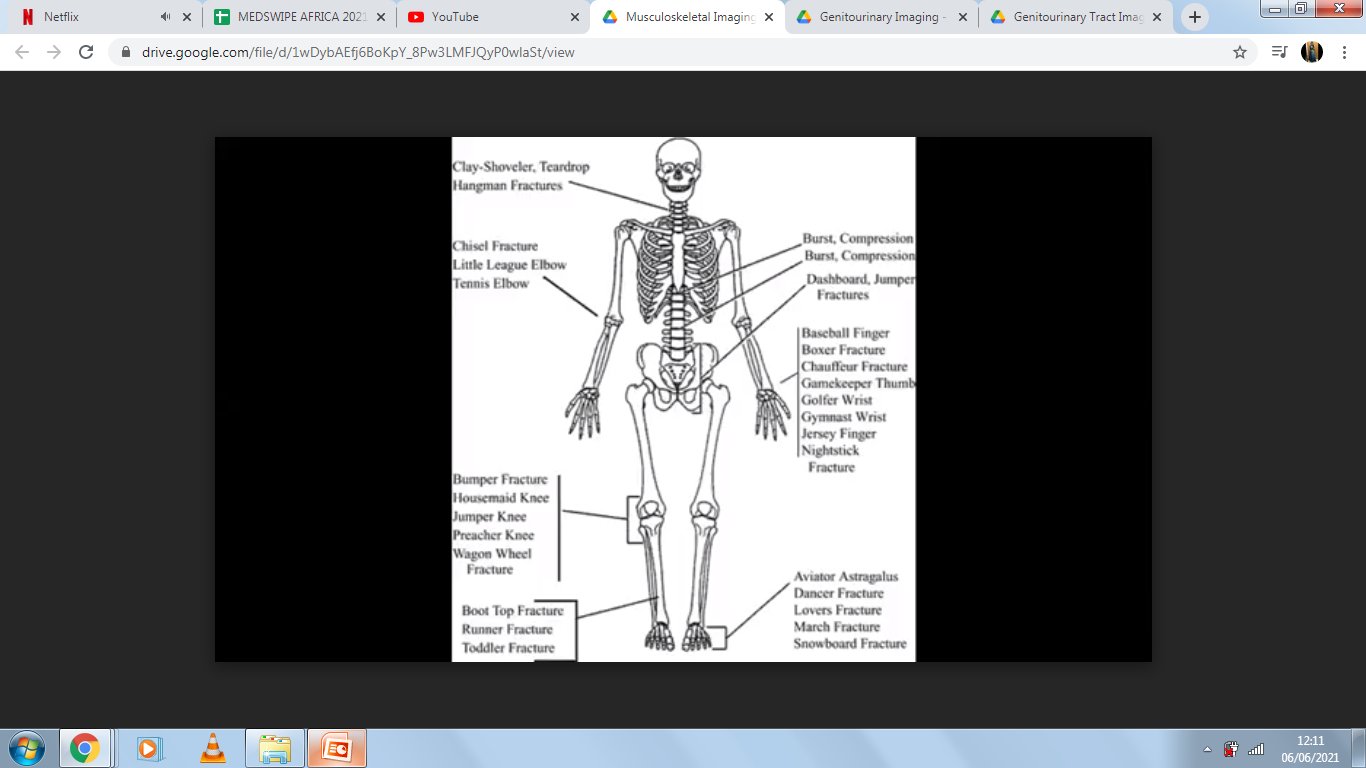 Netflix
MEDSWIPE AFRICA 2021
YouTube
Musculoskeletal Imaging
Genitourinary Imaging -
Genitourinary Tract Imag
drive.google.com/file/d/1wDybAEfj6BoKpY_8Pw3LMFJQyP0wIaSt/view
Clay-Shoveler, Teardrop
Hangman Fractures
Chisel Fracture
Little League Elbow
Tennis Elbow
Burst, Compression
Burst, Compression
Dashboard, Jumper
Fractures
Baseball Finger
Boxer Fracture
Chauffeur Fracture
Gamekeeper Thumb
Golfer Wrist
Gymnast Wrist
Jersey Finger
Nightstick
Fracture
Bumper Fracture
Housemaid Knee
Jumper Knee
Preacher Knee
Wagon Wheel
Fracture
Boot Top Fracture
Runner Fracture
Toddler Fracture
Aviator Astragalus
Dancer Fracture
Lovers Fracture
March Fracture
Snowboard Fracture
12:11
06/06/2021